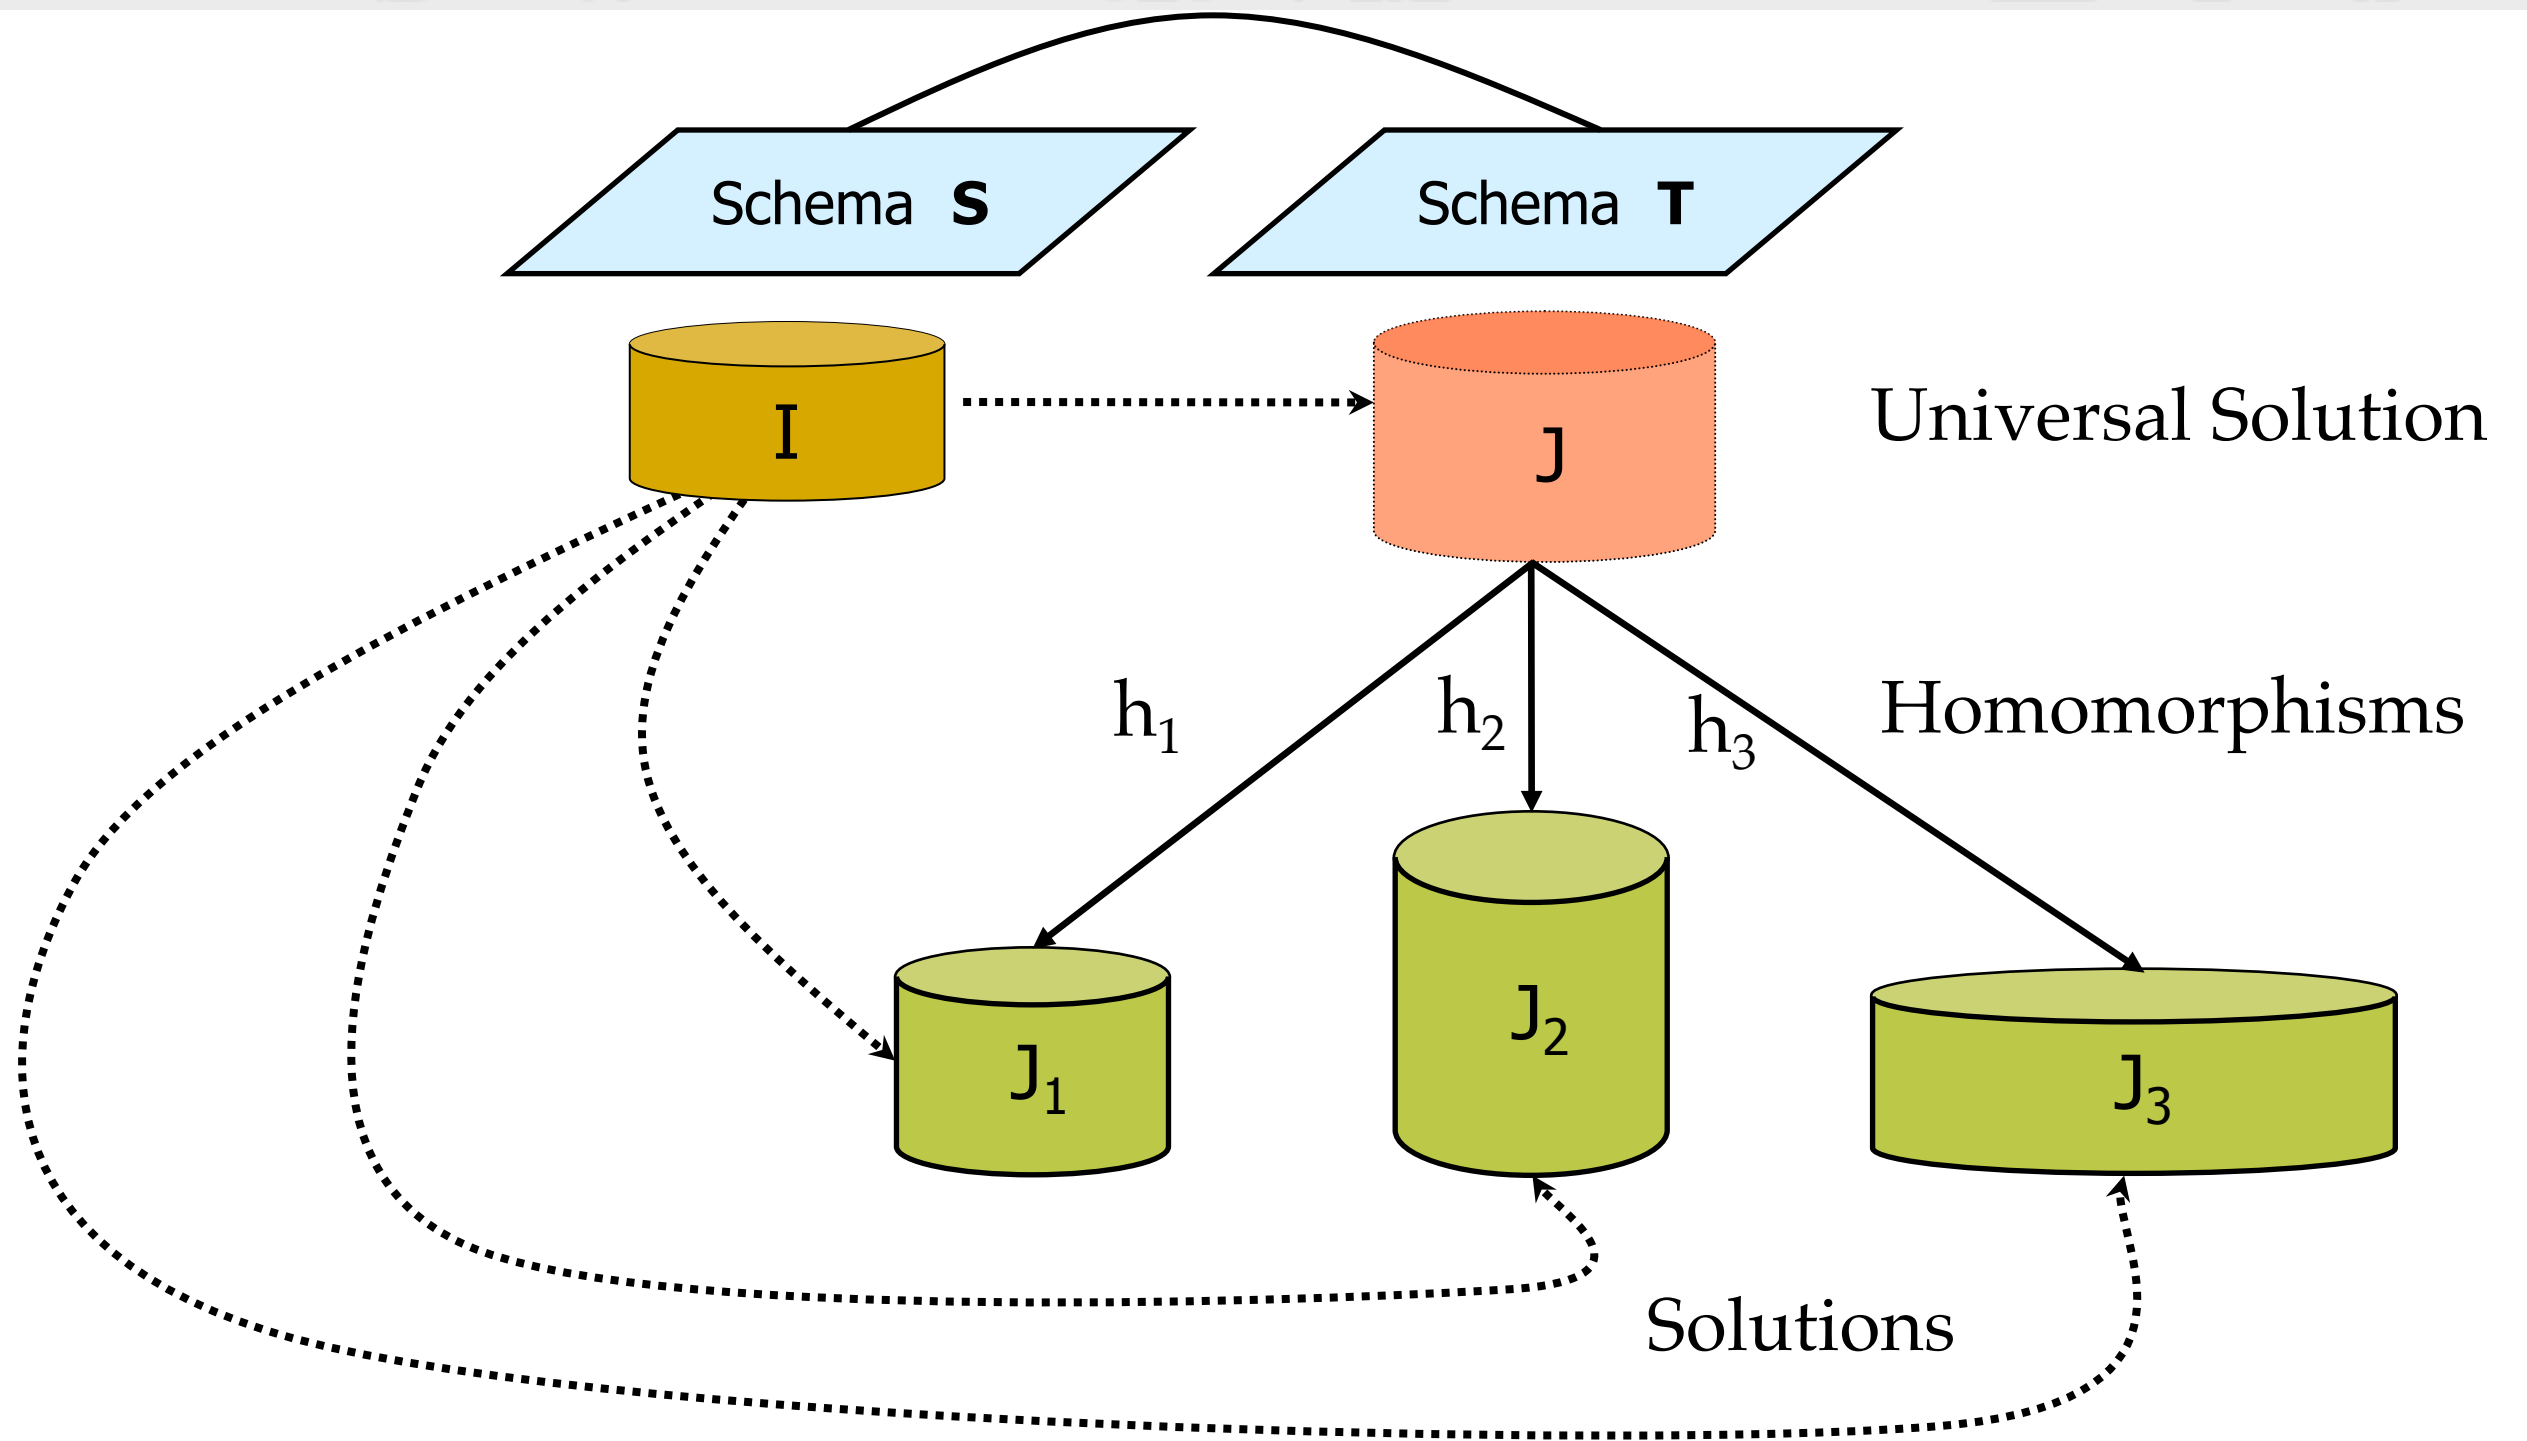 Schema S
Schema T
I
J
Universal Solution
h1
h2
h3
Homomorphisms
J1
J2
J3
Solutions